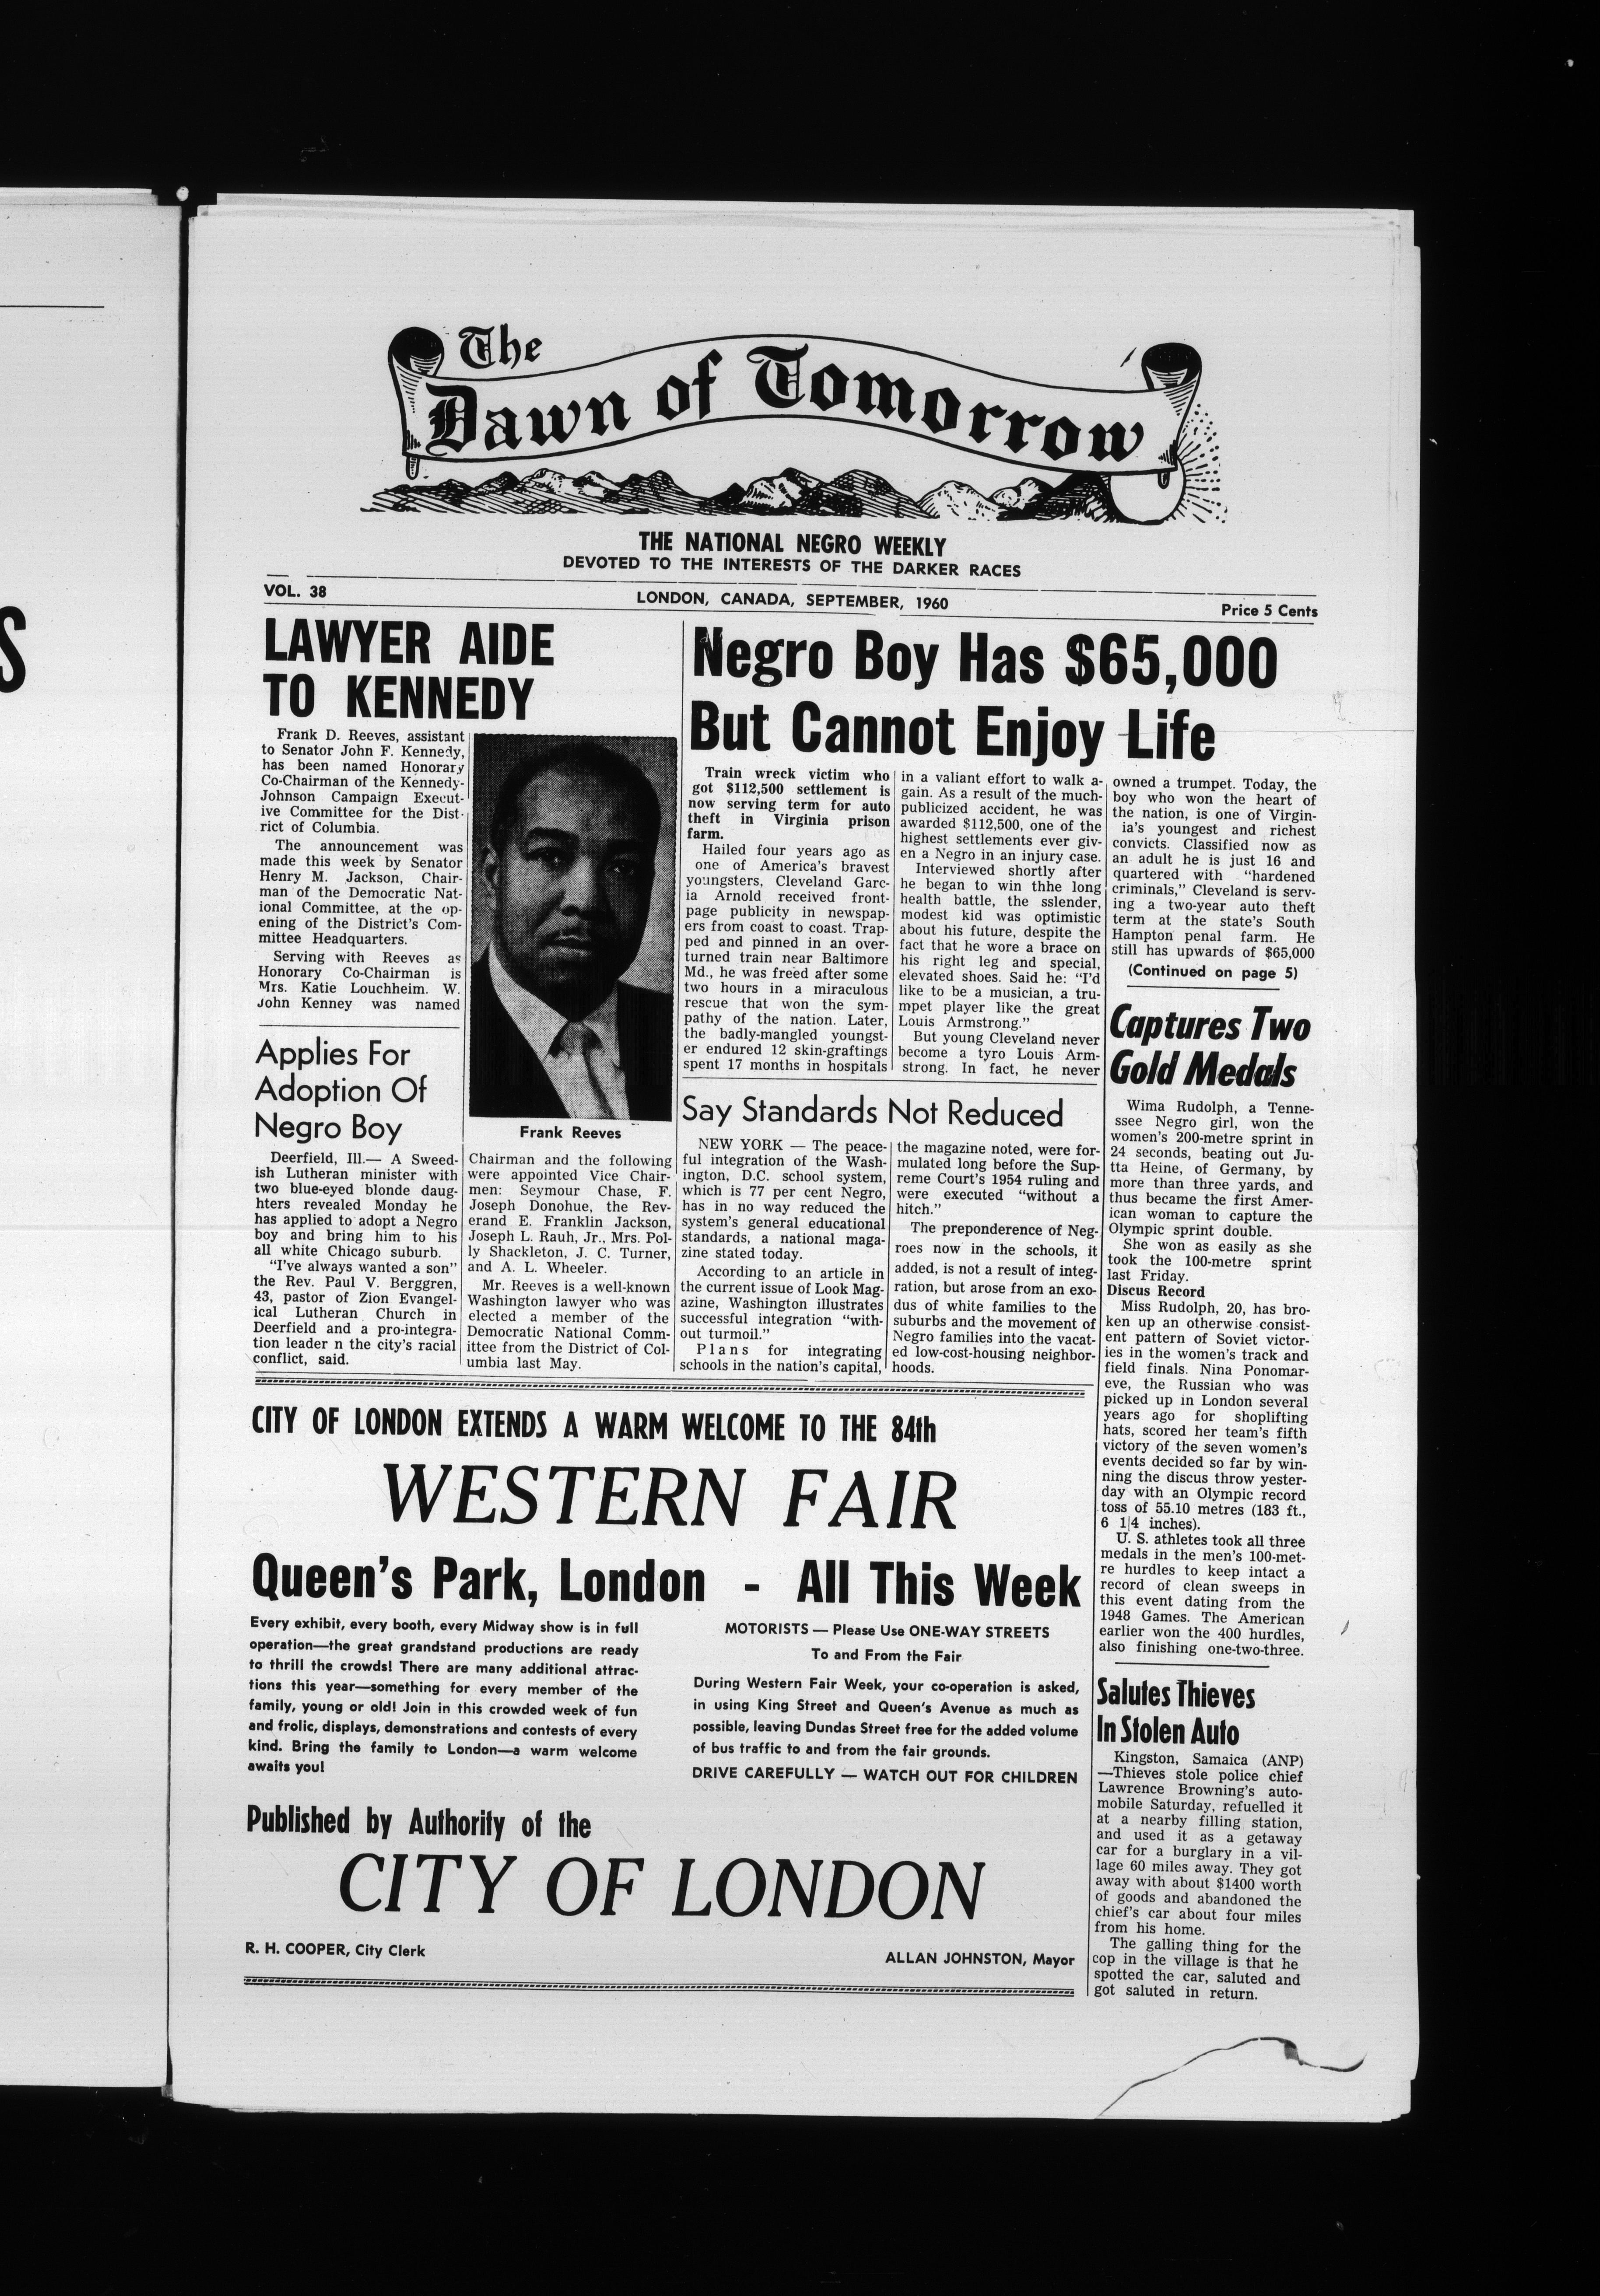 S
The
Dawn of Tomorrow
THE NATIONAL NEGRO WEEKLY
DEVOTED TO THE INTERESTS OF THE DARKER RACES
VOL. 38
LONDON, CANADA, SEPTEMBER, 1960
Price 5 Cents
LAWYER AIDE
TO KENNEDY
Frank D. Reeves, assistant
to Senator John F. Kennedy,
has been named Honorary
Co-Chairman of the Kennedy-
Johnson Campaign Execut-
ive Committee for the Dist-
rict of Columbia.
The announcement was
made this week by Senator
Henry M. Jackson, Chair-
man of the Democratic Nat-
ional Committee, at the op-
ening of the District's Com-
mittee Headquarters.
Serving with Reeves as
Honorary Co-Chairman is
Mrs. Katie Louchheim. W.
John Kenney was named
Frank Reeves
Chairman and the following
were appointed Vice Chair-
men: Seymour Chase, F.
Joseph Donohue, the Rev-
erand E. Franklin Jackson,
Joseph L. Rauh, Jr., Mrs. Pol-
ly Shackleton, J. C. Turner,
and A. L. Wheeler.
Mr. Reeves is a well-known
Washington lawyer who was
elected a member of the
Democratic National Comm-
ittee from the District of Col-
umbia last May.
Applies For
Adoption Of
Negro Boy
Deerfield, Ill.— A Sweed-
ish Lutheran minister with
two blue-eyed blonde daug-
hters revealed Monday he
has applied to adopt a Negro
boy and bring him to his
all white Chicago suburb.
"I've always wanted a son"
the Rev. Paul V. Berggren,
43, pastor of Zion Evangel-
ical Lutheran Church in
Deerfield and a pro-integra-
tion leader n the city's racial
conflict, said.
Negro Boy Has $65,000
But Cannot Enjoy Life
Train wreck victim who
got $112,500 settlement is
now serving term for auto
theft in Virginia prison
farm.
Hailed four years ago as
one of America's bravest
youngsters, Cleveland Garc-
ia Arnold received front-
page publicity in newspap-
ers from coast to coast. Trap-
ped and pinned in an over-
turned train near Baltimore
Md., he was freed after some
two hours in a miraculous
rescue that won the sym-
pathy of the nation. Later,
the badly-mangled youngst-
er endured 12 skin-graftings
spent 17 months in hospitals
in a valiant effort to walk a-
gain. As a result of the much-
publicized accident, he was
awarded $112,500, one of the
highest settlements ever giv-
en a Negro in an injury case.
Interviewed shortly after
he began to win thhe long
health battle, the sslender,
modest kid was optimistic
about his future, despite the
fact that he wore a brace on
his right leg and special,
elevated shoes. Said he: "I'd
like to be a musician, a tru-
mpet player like the great
Louis Armstrong."
But young Cleveland never
become a tyro Louis Arm-
strong. In fact, he never
owned a trumpet. Today, the
boy who won the heart of
the nation, is one of Virgin-
ia's youngest and richest
convicts. Classified now as
an adult he is just 16 and
quartered with "hardened
criminals," Cleveland is serv-
ing a two-year auto theft
term at the state's South
Hampton penal farm. He
still has upwards of $65,000
(Continued on page 5)
Say Standards Not Reduced
NEW YORK — The peace-
ful integration of the Wash-
ington, D.C. school system,
which is 77 per cent Negro,
has in no way reduced the
system's general educational
standards, a national maga-
zine stated today.
According to an article in
the current issue of Look Mag-
azine, Washington illustrates
successful integration "with-
out turmoil."
Plans for integrating
schools in the nation's capital,
the magazine noted, were for-
mulated long before the Sup-
reme Court's 1954 ruling and
were executed "without a
hitch."
The preponderence of Neg-
roes now in the schools, it
added, is not a result of integ-
ration, but arose from an exo-
dus of white families to the
suburbs and the movement of
Negro families into the vacat-
ed low-cost-housing neighbor-
hoods.
Captures Two
Gold Medals
Wima Rudolph, a Tenne-
ssee Negro girl, won the
women's 200-metre sprint in
24 seconds, beating out Ju-
tta Heine, of Germany, by
more than three yards, and
thus became the first Amer-
ican woman to capture the
Olympic sprint double.
She won as easily as she
took the 100-metre sprint
last Friday.
Discus Record
Miss Rudolph, 20, has bro-
ken up an otherwise consist-
ent pattern of Soviet victor-
ies in the women's track and
field finals. Nina Ponomar-
eve, the Russian who was
picked up in London several
years ago for shoplifting
hats, scored her team's fifth
victory of the seven women's
events decided so far by win-
ning the discus throw yester-
day with an Olympic record
toss of 55.10 metres (183 ft.,
6 1|4 inches).
U. S. athletes took all three
medals in the men's 100-met-
re hurdles to keep intact a
record of clean sweeps in
this event dating from the
1948 Games. The American
earlier won the 400 hurdles,
also finishing one-two-three.
Salutes Thieves
In Stolen Auto
Kingston, Samaica (ANP)
—Thieves stole police chief
Lawrence Browning's auto-
mobile Saturday, refuelled it
at a nearby filling station,
and used it as a getaway
car for a burglary in a vil-
lage 60 miles away. They got
away with about $1400 worth
of goods and abandoned the
chief's car about four miles
from his home.
The galling thing for the
cop in the village is that he
spotted the car, saluted and
got saluted in return.
CITY OF LONDON EXTENDS A WARM WELCOME TO THE 84th
WESTERN FAIR
Queen's Park, London - All This Week
Every exhibit, every booth, every Midway show is in full
operation—the great grandstand productions are ready
to thrill the crowds! There are many additional attrac-
tions this year—something for every member of the
family, young or old! Join in this crowded week of fun
and frolic, displays, demonstrations and contests of every
kind. Bring the family to London—a warm welcome
awaits you!
MOTORISTS — Please Use ONE-WAY STREETS
To and From the Fair
During Western Fair Week, your co-operation is asked,
in using King Street and Queen's Avenue as much as
possible, leaving Dundas Street free for the added volume
of bus traffic to and from the fair grounds.
DRIVE CAREFULLY — WATCH OUT FOR CHILDREN
Published by Authority of the
CITY OF LONDON
R. H. COOPER, City Clerk
ALLAN JOHNSTON, Mayor